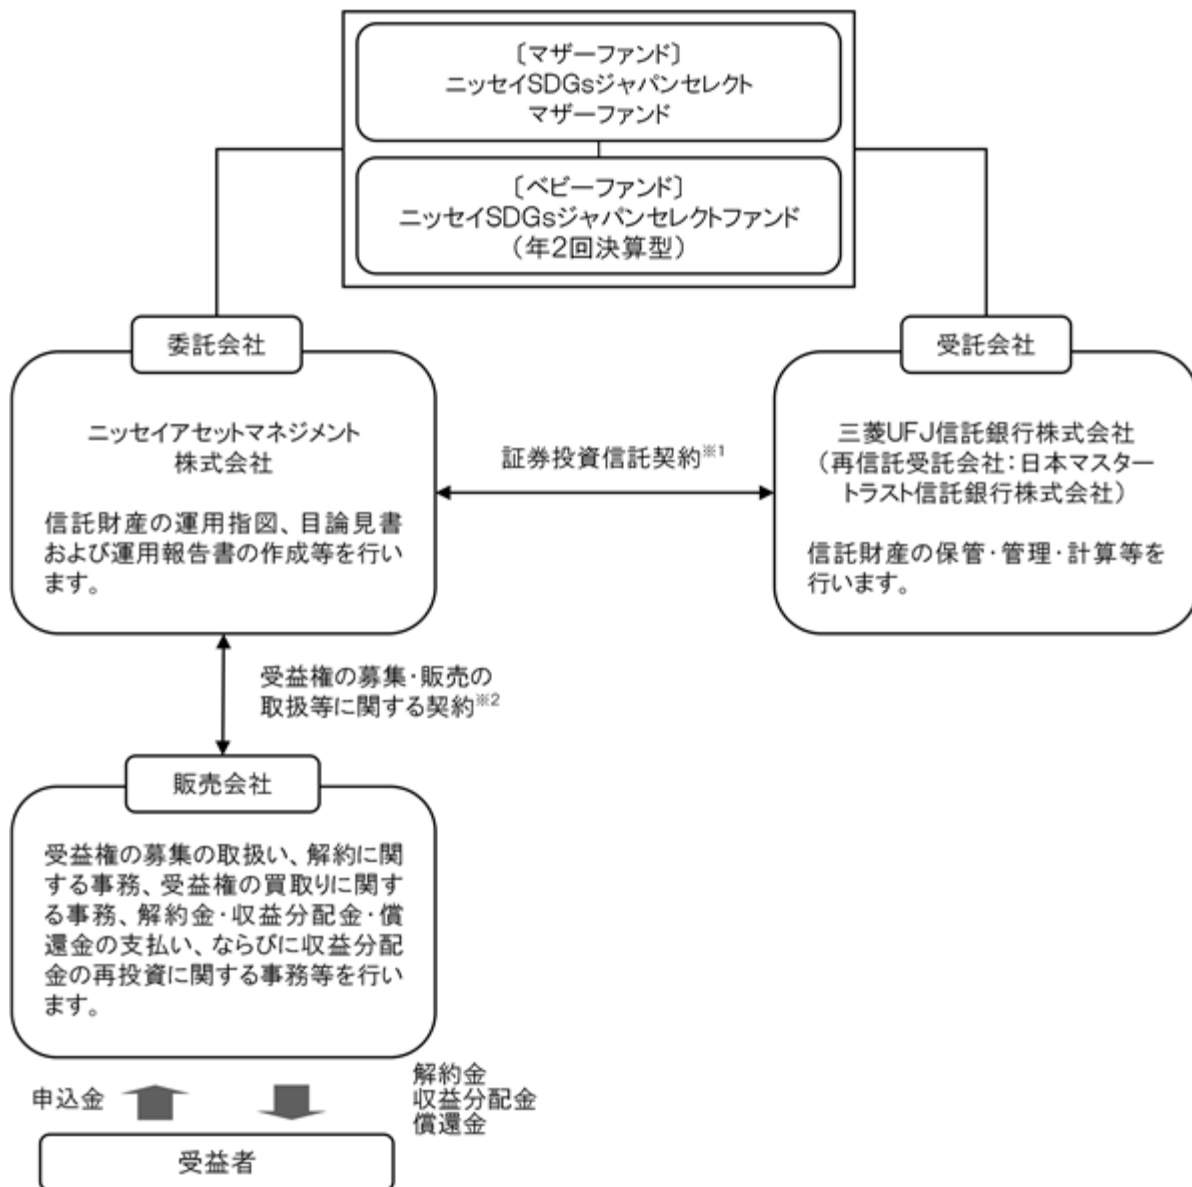 〔マザーファンド〕
ニッセイSDGsジャパンセレクト
マザーファンド
〔ベビーファンド〕
ニッセイSDGsジャパンセレクトファンド
（年2回決算型）
委託会社
ニッセイアセットマネジメント
株式会社
信託財産の運用指図、目論見書
および運用報告書の作成等を行い
ます。
証券投資信託契約※1
受託会社
三菱UFJ信託銀行株式会社
（再信託受託会社：日本マスター
トラスト信託銀行株式会社）
信託財産の保管・管理・計算等を
行います。
受益権の募集・販売の
取扱等に関する契約※2
販売会社
受益権の募集の取扱い、解約に関
する事務、受益権の買取りに関す
る事務、解約金・収益分配金・償
還金の支払い、ならびに収益分配
金の再投資に関する事務等を行い
ます。
申込金
解約金
収益分配金
償還金
受益者